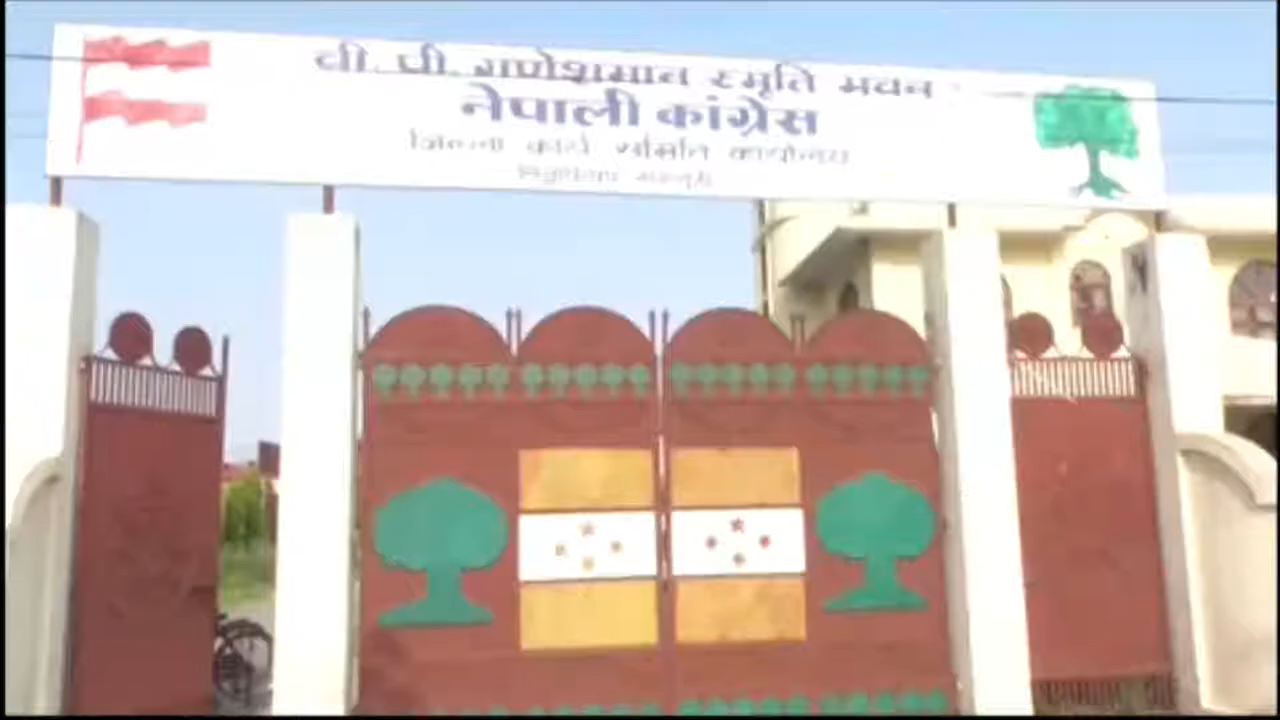 वी. पी. गणेशमान स्मृति भवन
नेपाली कांग्रेस
जिल्ला कार्य समिति कार्यालय